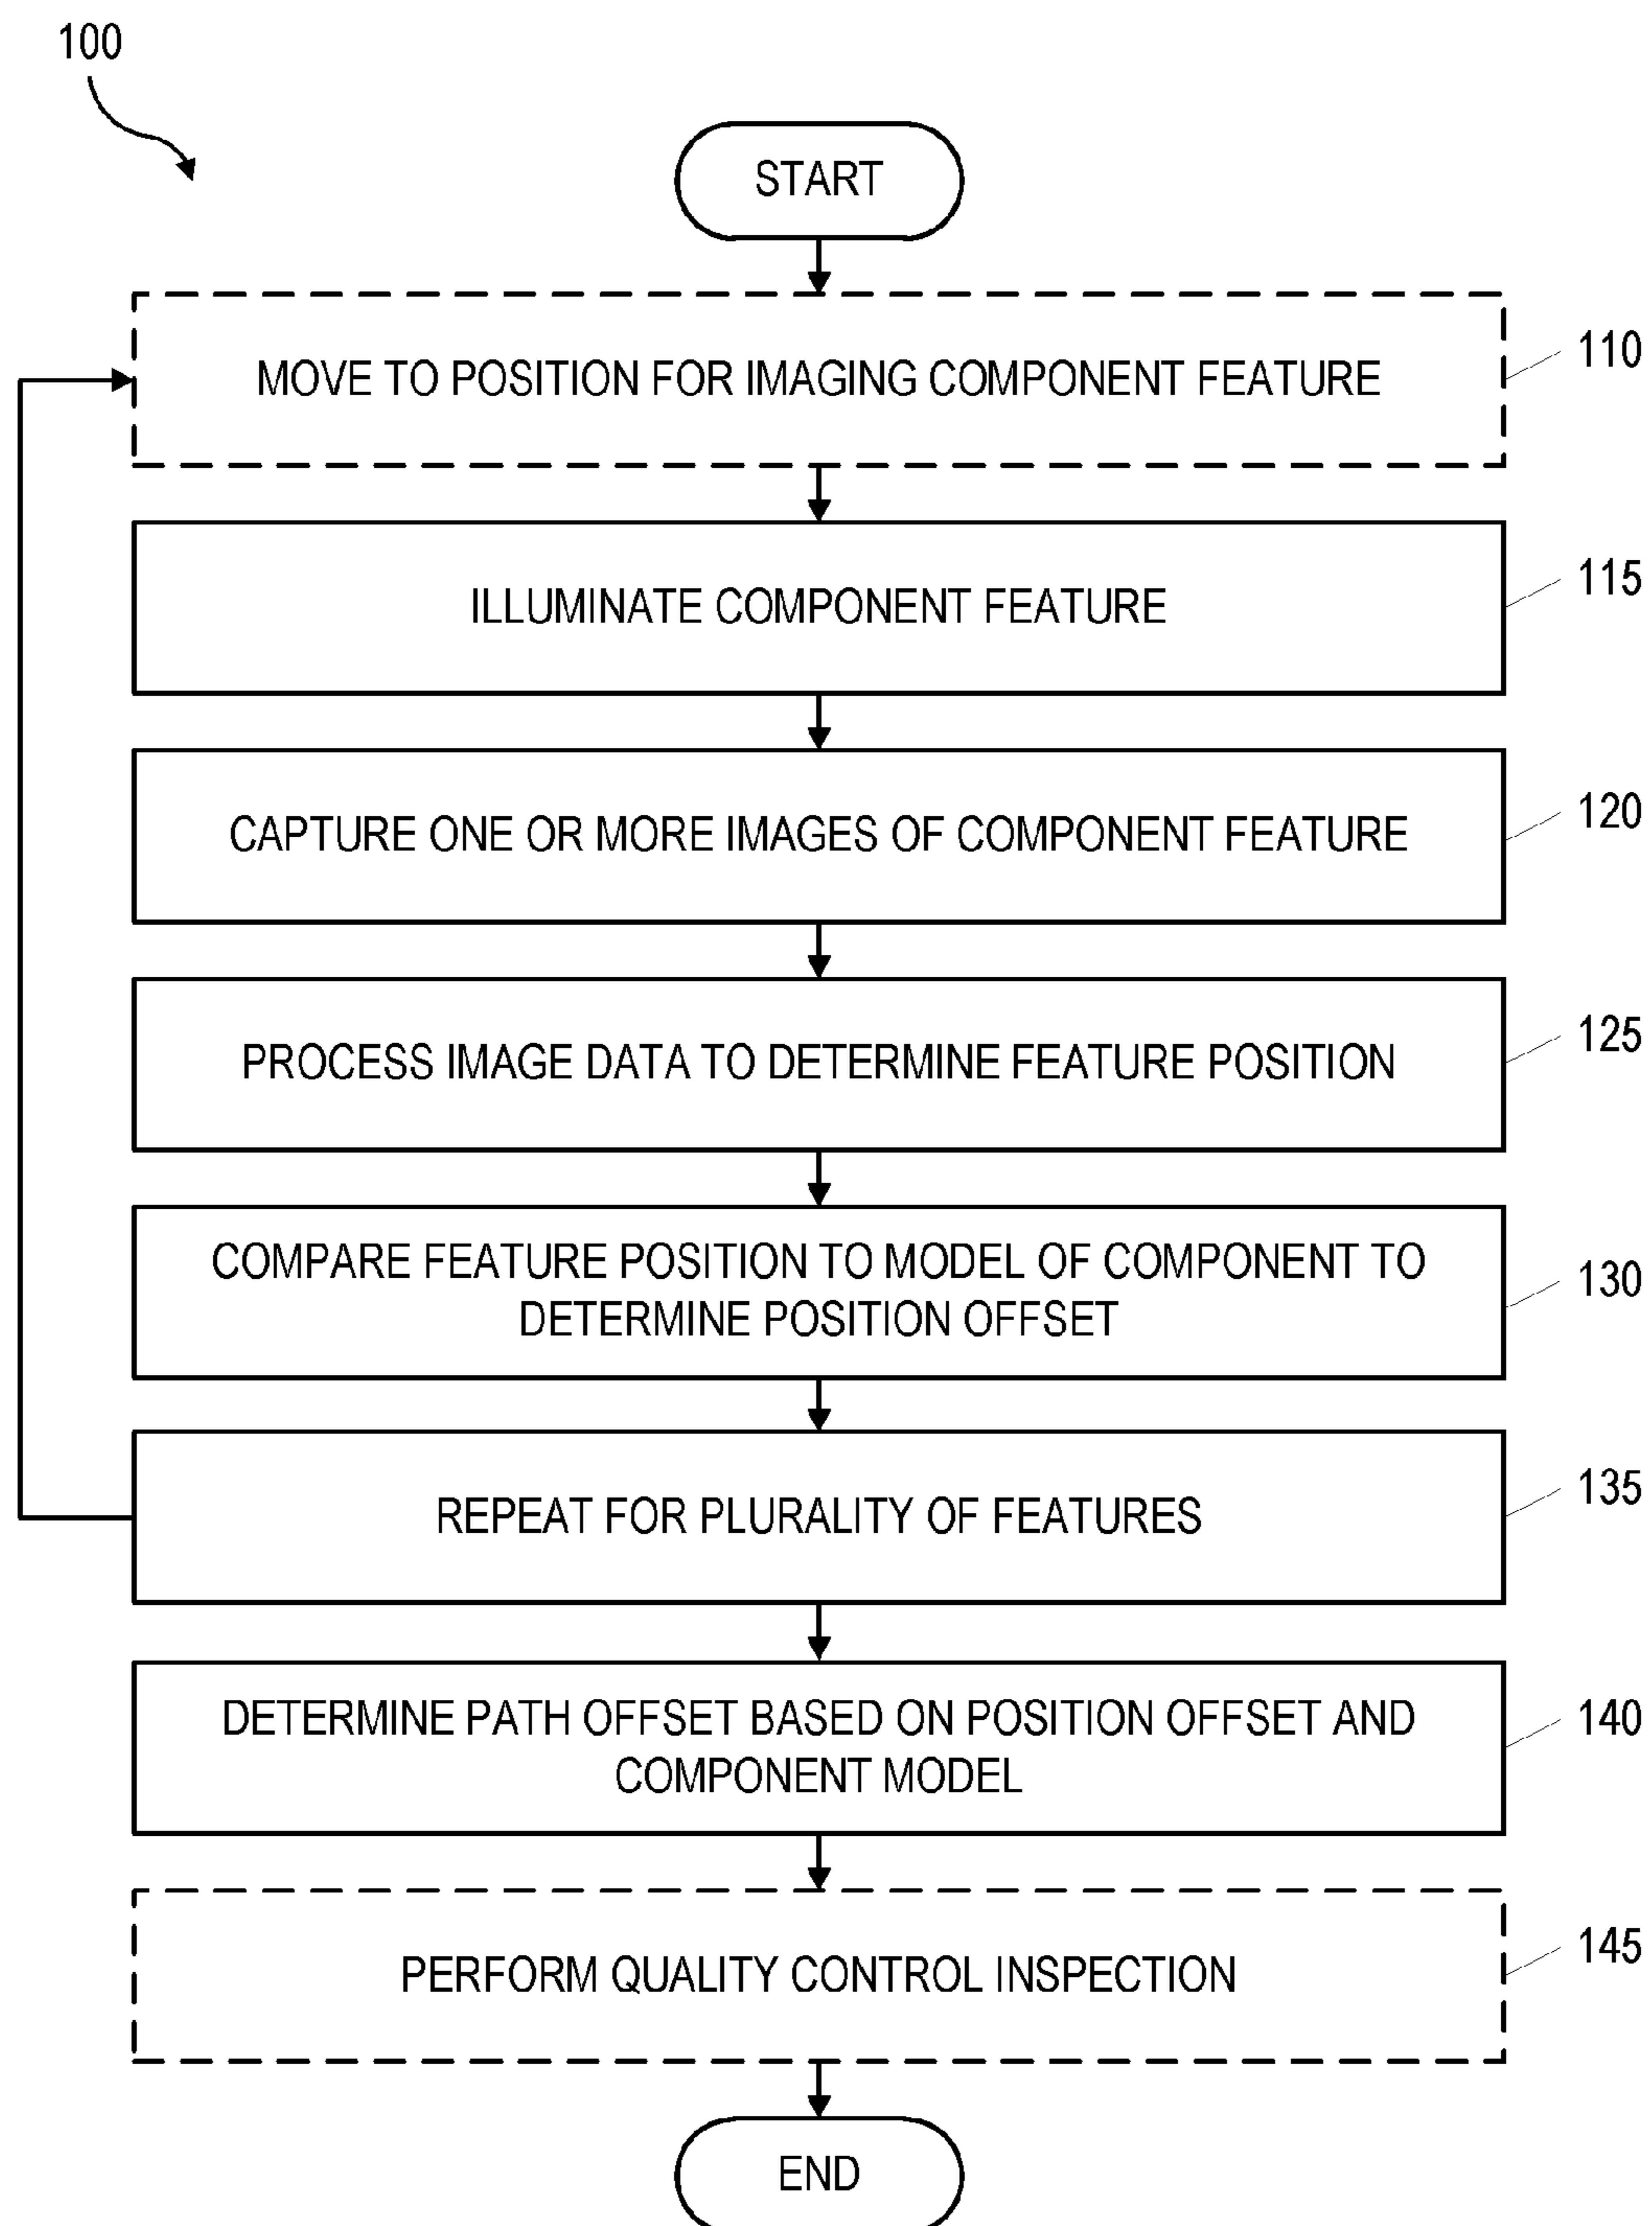 100
START
MOVE TO POSITION FOR IMAGING COMPONENT FEATURE
110
ILLUMINATE COMPONENT FEATURE
115
CAPTURE ONE OR MORE IMAGES OF COMPONENT FEATURE
120
PROCESS IMAGE DATA TO DETERMINE FEATURE POSITION
125
COMPARE FEATURE POSITION TO MODEL OF COMPONENT TO
DETERMINE POSITION OFFSET
130
REPEAT FOR PLURALITY OF FEATURES
135
DETERMINE PATH OFFSET BASED ON POSITION OFFSET AND
COMPONENT MODEL
140
PERFORM QUALITY CONTROL INSPECTION
145
END